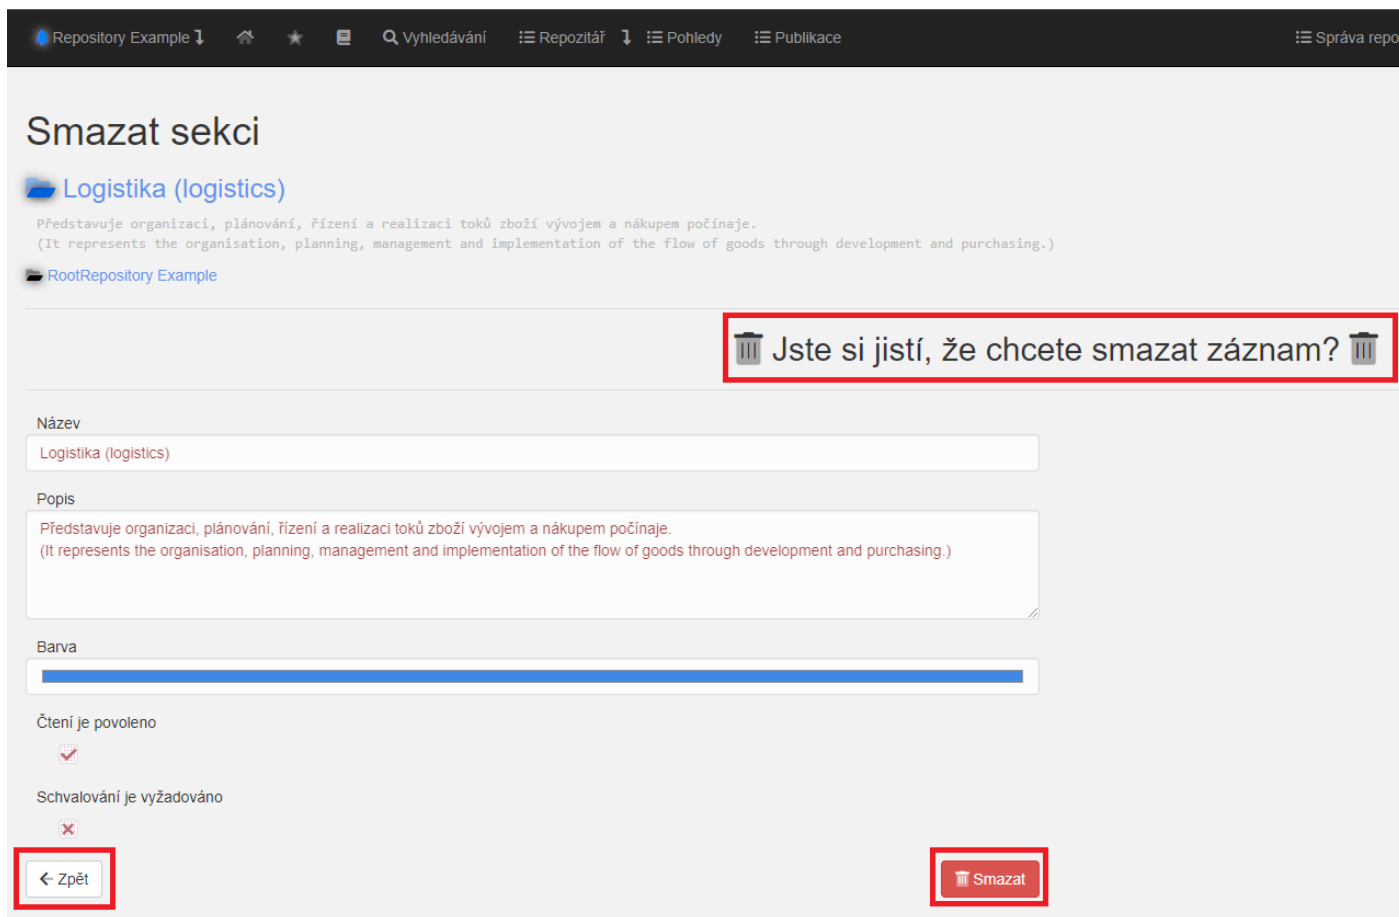 Repository Example
Vyhledávání
Repozitář
Pohledy
Publikace
Správa repo
Smazat sekci
Logistika (logistics)
Představuje organizaci, plánování, řízení a realizaci toků zboží vývojem a nákupem počínaje.
(It represents the organisation, planning, management and implementation of the flow of goods through development and purchasing.)
RootRepository Example
Jste si jistí, že chcete smazat záznam?
Název
Logistika (logistics)
Popis
Představuje organizaci, plánování, řízení a realizaci toků zboží vývojem a nákupem počínaje.
(It represents the organisation, planning, management and implementation of the flow of goods through development and purchasing.)
Barva
Čtení je povoleno
Schvalování je vyžadováno
Zpět
Smazat